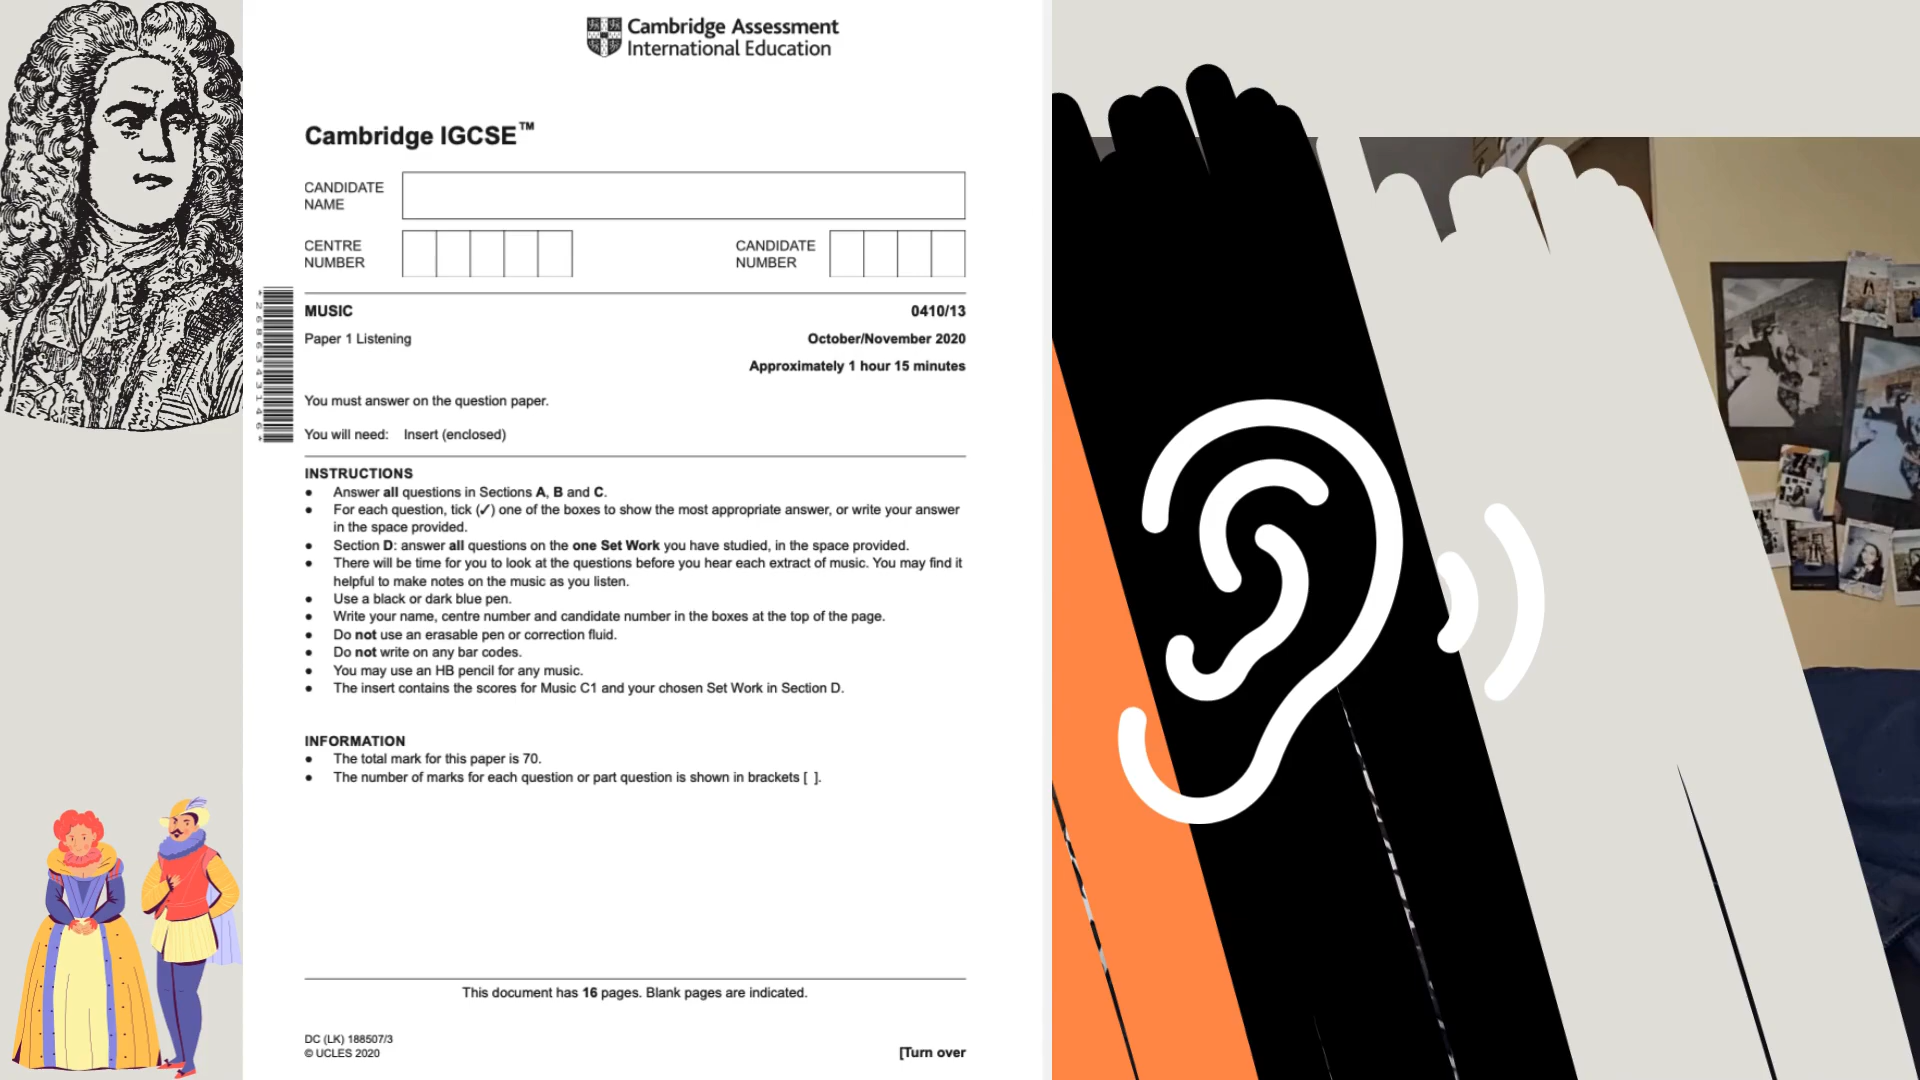 Cambridge Assessment
International Education
Cambridge IGCSE™
CANDIDATE
NAME
CENTRE
NUMBER
CANDIDATE
NUMBER
MUSIC 0410/13
Paper 1 Listening October/November 2020
Approximately 1 hour 15 minutes
You must answer on the question paper.
You will need: Insert (enclosed)
INSTRUCTIONS
● Answer all questions in Sections A, B and C.
● For each question, tick (✓) one of the boxes to show the most appropriate answer, or write your answer
in the space provided.
● Section D: answer all questions on the one Set Work you have studied, in the space provided.
● There will be time for you to look at the questions before you hear each extract of music. You may find it
helpful to make notes on the music as you listen.
● Use a black or dark blue pen.
● Write your name, centre number and candidate number in the boxes at the top of the page.
● Do not use an erasable pen or correction fluid.
● Do not write on any bar codes.
● You may use an HB pencil for any music.
● The insert contains the scores for Music C1 and your chosen Set Work in Section D.
INFORMATION
● The total mark for this paper is 70.
● The number of marks for each question or part question is shown in brackets [ ].
This document has 16 pages. Blank pages are indicated.
DC (LK) 188507/3
© UCLES 2020
[Turn over